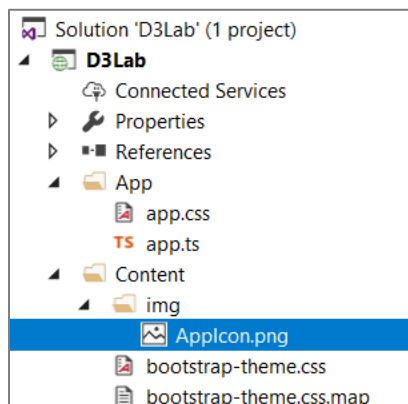 Solution 'D3Lab' (1 project)
D3Lab
Connected Services
Properties
References
App
app.css
TS app.ts
Content
img
AppIcon.png
bootstrap-theme.css
bootstrap-theme.css.map